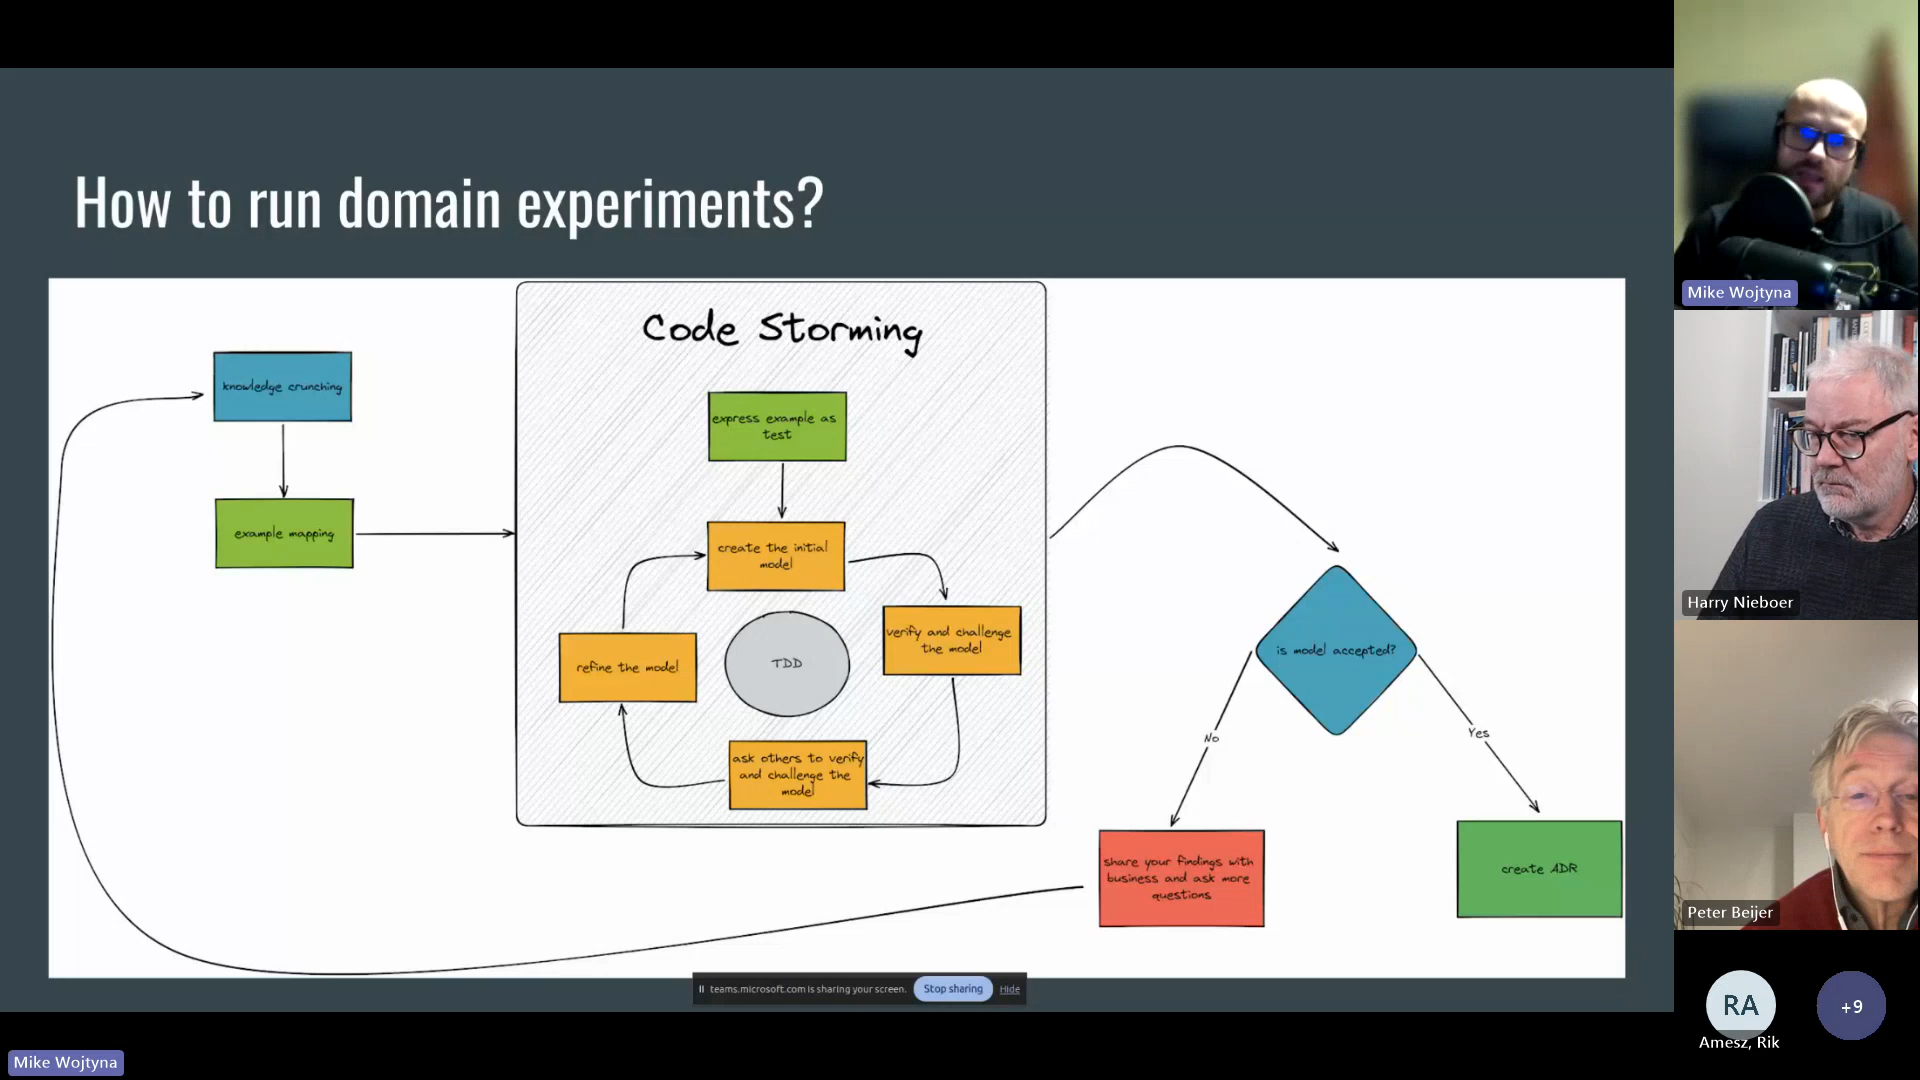 How to run domain experiments?
Code Storming
knowledge crunching
example mapping
express example as
test
create the initial
model
verify and challenge
the model
refine the model
TDD
ask others to verify
and challenge the
model
is model accepted?
No
Yes
share your findings with
business and ask more
questions
create ADR
teams.microsoft.com is sharing your screen.
Stop sharing
Hide
Mike Wojtyna
Mike Wojtyna
Harry Nieboer
Peter Beijer
RA
+9
Amesz, Rik